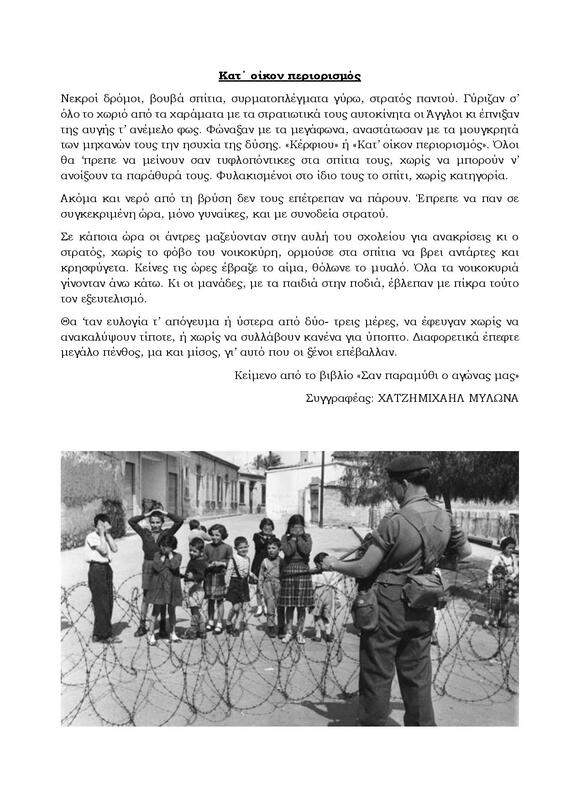 Κατ᾽ οίκον περιορισμός
Νεκροί δρόμοι, βουβά σπίτια, συρματοπλέγματα γύρω, στρατός παντού. Γύριζαν σ’
όλο το χωριό από τα χαράματα με τα στρατιωτικά τους αυτοκίνητα οι Άγγλοι κι έπνιξαν
της αυγής τ’ ανέμελο φως. Φώναξαν με τα μεγάφωνα, αναστάτωσαν με τα μουγκρητά
των μηχανών τους την ησυχία της δύσης. «Κέρφιου» ή «Κατ’ οίκον περιορισμός». Όλοι
θα ‘πρεπε να μείνουν σαν τυφλοπόντικες στα σπίτια τους, χωρίς να μπορούν ν’
ανοίξουν τα παράθυρά τους. Φυλακισμένοι στο ίδιο τους το σπίτι, χωρίς κατηγορία.
Ακόμα και νερό από τη βρύση δεν τους επέτρεπαν να πάρουν. Έπρεπε να παν σε
συγκεκριμένη ώρα, μόνο γυναίκες, και με συνοδεία στρατού.
Σε κάποια ώρα οι άντρες μαζεύονταν στην αυλή του σχολείου για ανακρίσεις κι ο
στρατός, χωρίς το φόβο του νοικοκύρη, ορμούσε στα σπίτια να βρει αντάρτες και
κρησφύγετα. Κείνες τις ώρες έβραζε το αίμα, θόλωνε το μυαλό. Όλα τα νοικοκυριά
γίνονταν άνω κάτω. Κι οι μανάδες, με τα παιδιά στην ποδιά, έβλεπαν με πίκρα τούτο
τον εξευτελισμό.
Θα ‘ταν ευλογία τ’ απόγευμα ή ύστερα από δύο- τρεις μέρες, να έφευγαν χωρίς να
ανακαλύψουν τίποτε, ή χωρίς να συλλάβουν κανένα για ύποπτο. Διαφορετικά έπεφτε
μεγάλο πένθος, μα και μίσος, γι’ αυτό που οι ξένοι επέβαλλαν.
Κείμενο από το βιβλίο «Σαν παραμύθι ο αγώνας μας»
Συγγραφέας: ΧΑΤΖΗΜΙΧΑΗΛ ΜΥΛΩΝΑ